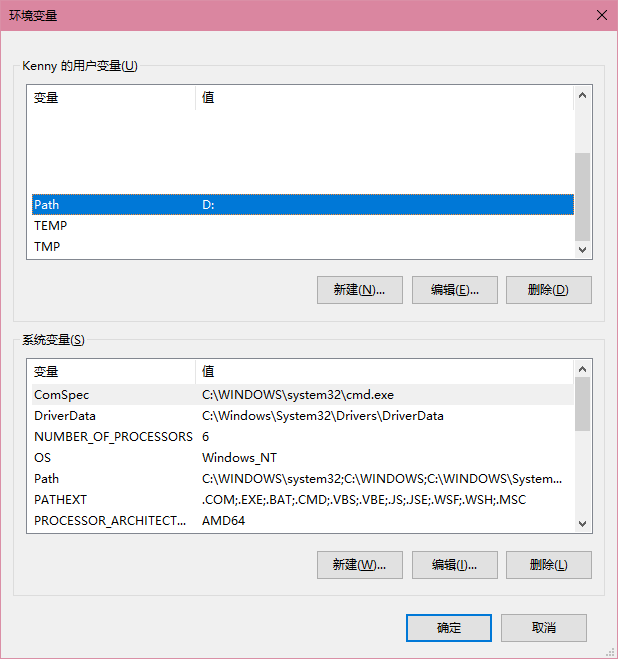 环境变量
Kenny 的用户变量(U)
变量 值
Path D:
TEMP
TMP
新建(N)... 编辑(E)... 删除(D)
系统变量(S)
变量 值
ComSpec C:\WINDOWS\system32\cmd.exe
DriverData C:\Windows\System32\Drivers\DriverData
NUMBER_OF_PROCESSORS 6
OS Windows_NT
Path C:\WINDOWS\system32;C:\WINDOWS;C:\WINDOWS\System...
PATHEXT .COM;.EXE;.BAT;.CMD;.VBS;.VBE;.JS;.JSE;.WSF;.WSH;.MSC
PROCESSOR_ARCHITECT... AMD64
新建(W)... 编辑(I)... 删除(L)
确定 取消